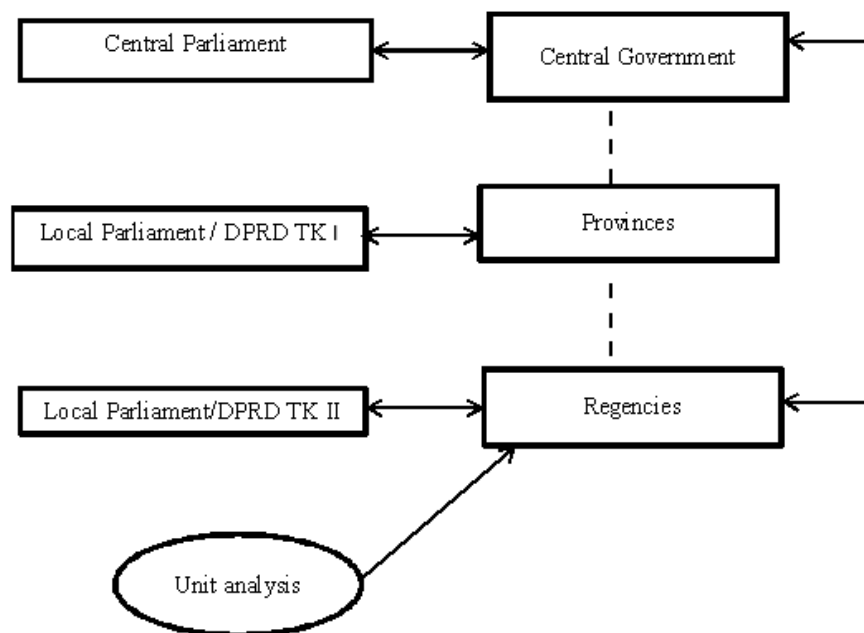 Central Parliament
Central Government
Local Parliament / DPRD TK I
Provinces
Local Parliament/DPRD TK II
Regencies
Unit analysis